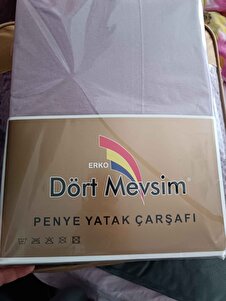 ERKO
Dört Mevsim®
PENYE YATAK ÇARŞAFI